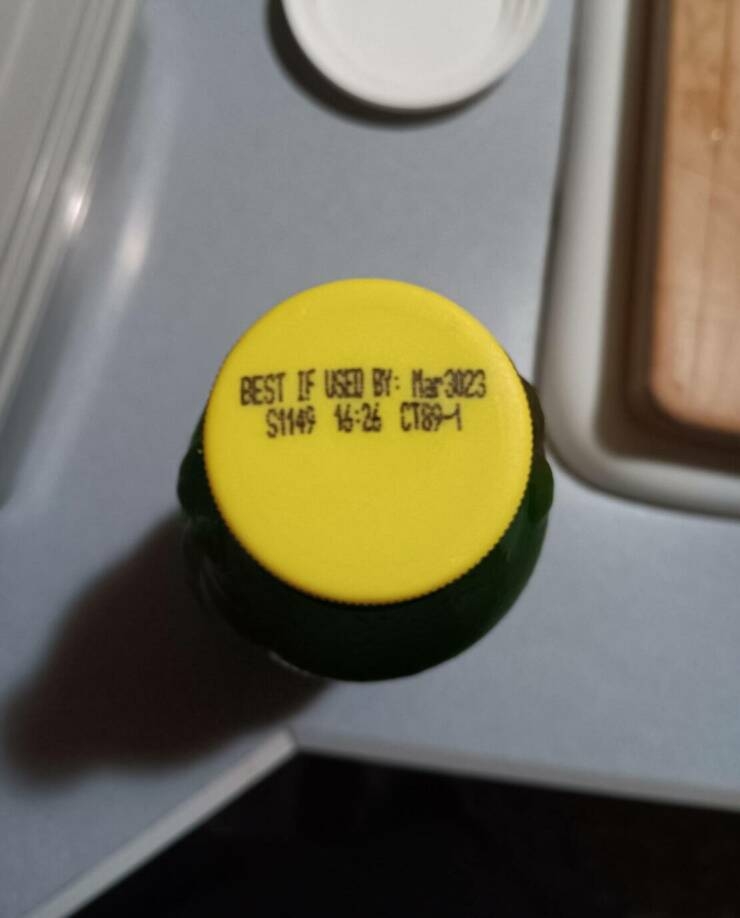 BEST IF USED BY: Mar3023
S1149 16:26 CT89-1